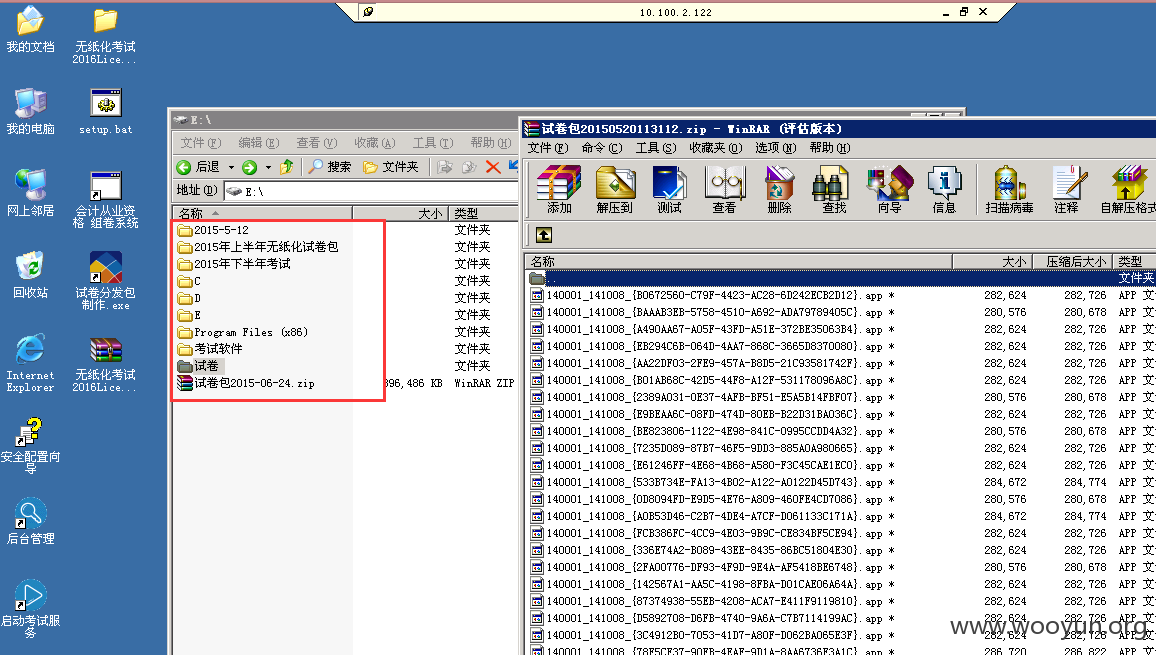 10.100.2.122
我的文档
无纸化考试
2016Lice...
我的电脑
setup.bat
网上邻居
会计从业资
格 组卷系统
回收站
试卷分发包
制作.exe
Internet
Explorer
无纸化考试
2016Lice...
安全配置向
导
后台管理
启动考试服
务
E:\
文件(F) 编辑(E) 查看(V) 收藏(A) 工具(T) 帮助(H)
后退 搜索 文件夹
地址(D) E:\
名称 大小 类型
2015-5-12 文件夹
2015年上半年无纸化试卷包 文件夹
2015年下半年考试 文件夹
C 文件夹
D 文件夹
E 文件夹
Program Files (x86) 文件夹
考试软件 文件夹
试卷 文件夹
试卷包2015-06-24.zip 396,486 KB WinRAR ZIP
试卷包20150520113112.zip - WinRAR (评估版本)
文件(F) 命令(C) 工具(S) 收藏夹(O) 选项(N) 帮助(H)
添加 解压到 测试 查看 删除 查找 向导 信息 扫描病毒 注释 自解压格式
名称 大小 压缩后大小 类型
.. 文件夹
140001_141008_{B0672560-C79F-4423-AC28-6D242ECB2D12}.app * 282,624 282,726 APP 文
140001_141008_{BAAAB3EB-5758-4510-A692-ADA79789405C}.app * 280,576 280,678 APP 文
140001_141008_{A490AA67-A05F-43FD-A51E-372BE35063B4}.app * 282,624 282,726 APP 文
140001_141008_{EB294C6B-064D-4AA7-868C-3665D8370080}.app * 282,624 282,726 APP 文
140001_141008_{AA22DF03-2FE9-457A-B8D5-21C93581742F}.app * 282,624 282,726 APP 文
140001_141008_{B01AB68C-42D5-44F8-A12F-531178096A8C}.app * 282,624 282,726 APP 文
140001_141008_{2389A031-0E37-4AFB-BF51-E5A5B14FBF07}.app * 280,576 280,678 APP 文
140001_141008_{E9BEAA6C-08FD-474D-80EB-B22D31BA036C}.app * 282,624 282,726 APP 文
140001_141008_{BE823806-1122-4E98-841C-0995CCDD4A32}.app * 280,576 280,678 APP 文
140001_141008_{7235D089-87B7-46F5-9DD3-885A0A980665}.app * 282,624 282,726 APP 文
140001_141008_{E61246FF-4E68-4B68-A580-F3C45CAE1EC0}.app * 282,624 282,726 APP 文
140001_141008_{533B734E-FA13-4B02-A122-A0122D45D743}.app * 284,672 284,774 APP 文
140001_141008_{0D8094FD-E9D5-4E76-A809-460FE4CD7086}.app * 280,576 280,678 APP 文
140001_141008_{A0B53D46-C2B7-4DE4-A7CF-D061133C171A}.app * 284,672 284,774 APP 文
140001_141008_{FCB386FC-4CC9-4E03-9B9C-CE834BF5CE94}.app * 282,624 282,726 APP 文
140001_141008_{336E74A2-B089-43EE-8435-86BC51804E30}.app * 282,624 282,726 APP 文
140001_141008_{2FA00776-DF93-4F9D-9E4A-AF5418BE6748}.app * 280,576 280,678 APP 文
140001_141008_{142567A1-AA5C-4198-8FBA-D01CAE06A64A}.app * 282,624 282,726 APP 文
140001_141008_{87374938-55EB-4208-ACA7-E411F9119810}.app * 282,624 282,726 APP 文
140001_141008_{D5892708-D6FB-4740-9A6A-C7B7114199AC}.app * 282,624 282,726 APP 文
140001_141008_{3C4912B0-7053-41D7-A80F-D062BA065E3F}.app * 282,624 282,726 APP 文
140001_141008_{78F5CF37-90FB-4EAF-9D1A-8AA6736F3A1C}.app * 286,720 286,822 APP 文
www.wooyun.org